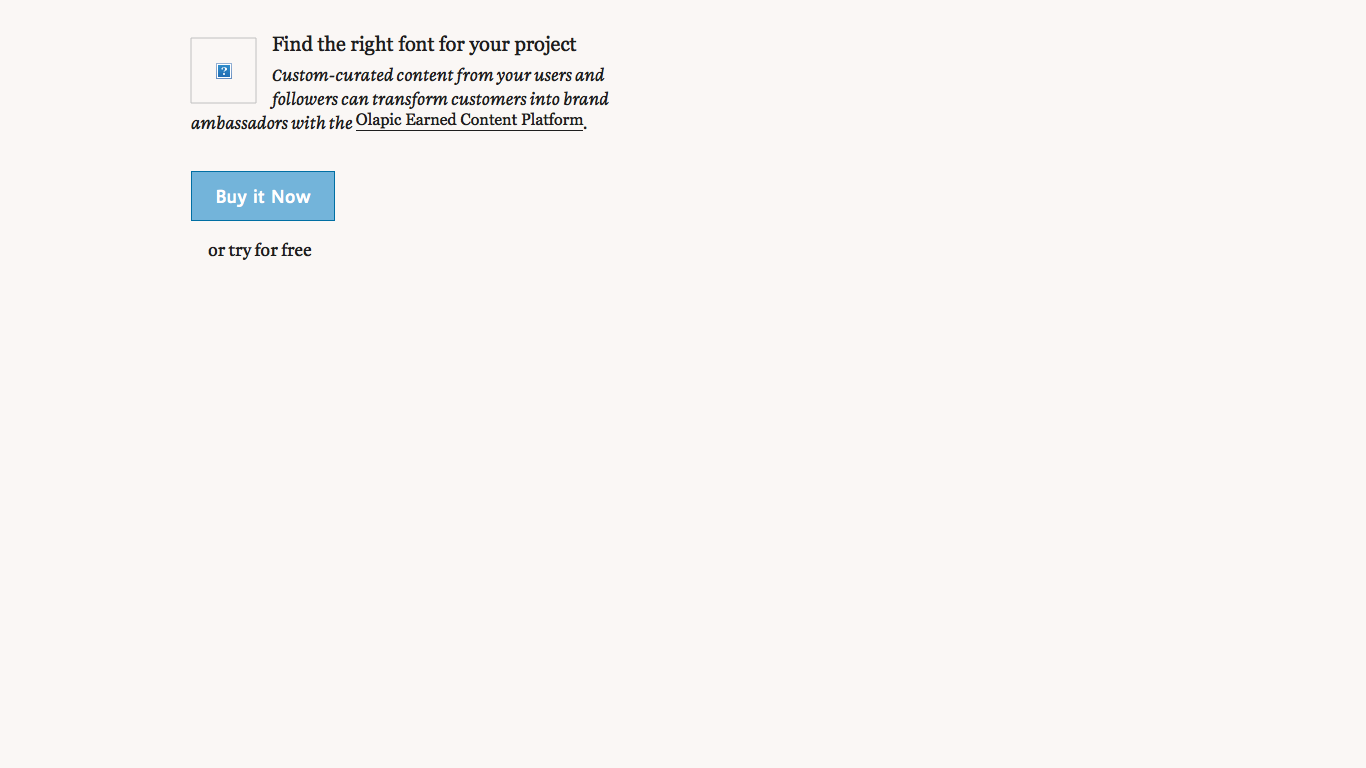 Find the right font for your project
Custom-curated content from your users and
followers can transform customers into brand
ambassadors with the Olapic Earned Content Platform.
Buy it Now
or try for free